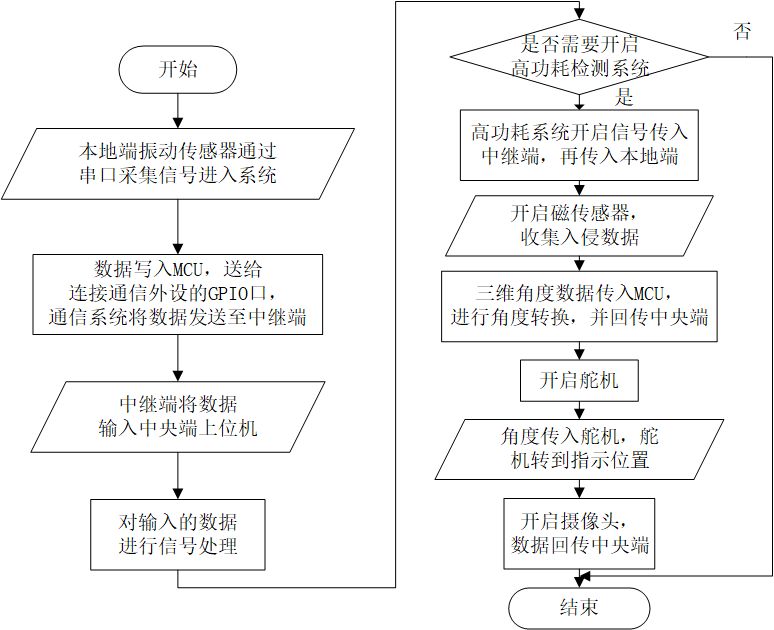 开始
本地端振动传感器通过
串口采集信号进入系统
数据写入MCU，送给
连接通信外设的GPIO口，
通信系统将数据发送至中继端
中继端将数据
输入中央端上位机
对输入的数据
进行信号处理
是否需要开启
高功耗检测系统
否
是
高功耗系统开启信号传入
中继端，再传入本地端
开启磁传感器，
收集入侵数据
三维角度数据传入MCU，
进行角度转换，并回传中央端
开启舵机
角度传入舵机，舵
机转到指示位置
开启摄像头，
数据回传中央端
结束